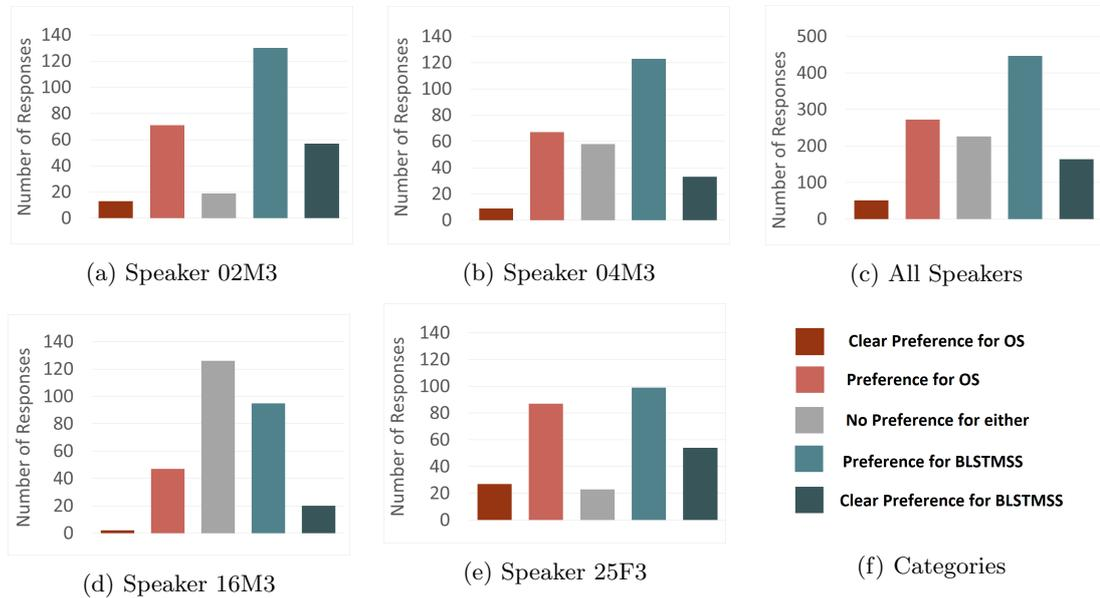 Number of Responses
140
120
100
80
60
40
20
0
(a) Speaker 02M3
Number of Responses
140
120
100
80
60
40
20
0
(b) Speaker 04M3
Number of Responses
500
400
300
200
100
0
(c) All Speakers
Number of Responses
140
120
100
80
60
40
20
0
(d) Speaker 16M3
Number of Responses
140
120
100
80
60
40
20
0
(e) Speaker 25F3
Clear Preference for OS
Preference for OS
No Preference for either
Preference for BLSTMSS
Clear Preference for BLSTMSS
(f) Categories